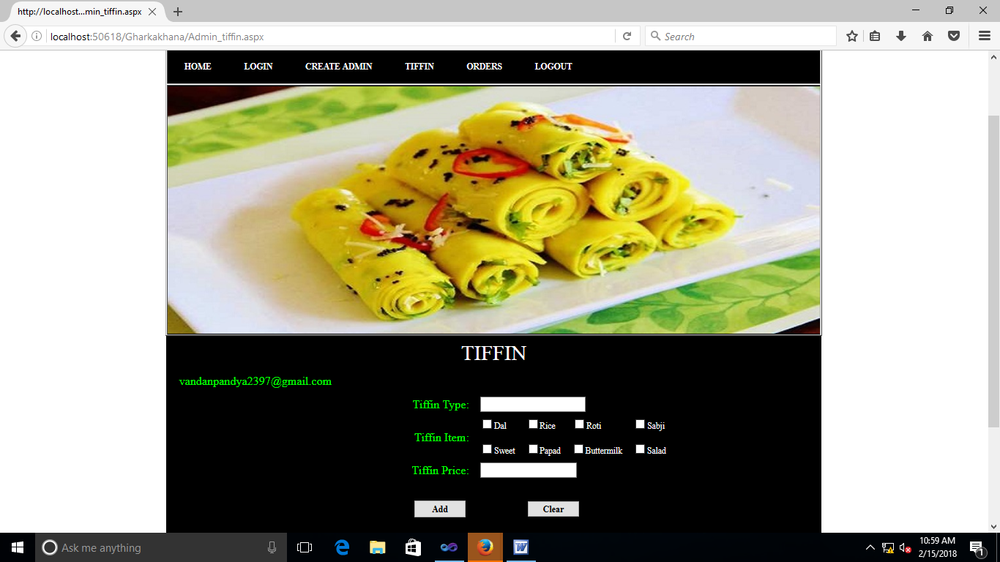 http://localhost...min_tiffin.aspx
localhost:50618/Gharkakhana/Admin_tiffin.aspx
Search
HOME LOGIN CREATE ADMIN TIFFIN ORDERS LOGOUT
TIFFIN
vandanpandya2397@gmail.com
Tiffin Type:
Dal Rice Roti Sabji
Tiffin Item:
Sweet Papad Buttermilk Salad
Tiffin Price:
Add Clear
Ask me anything
10:59 AM
2/15/2018
1